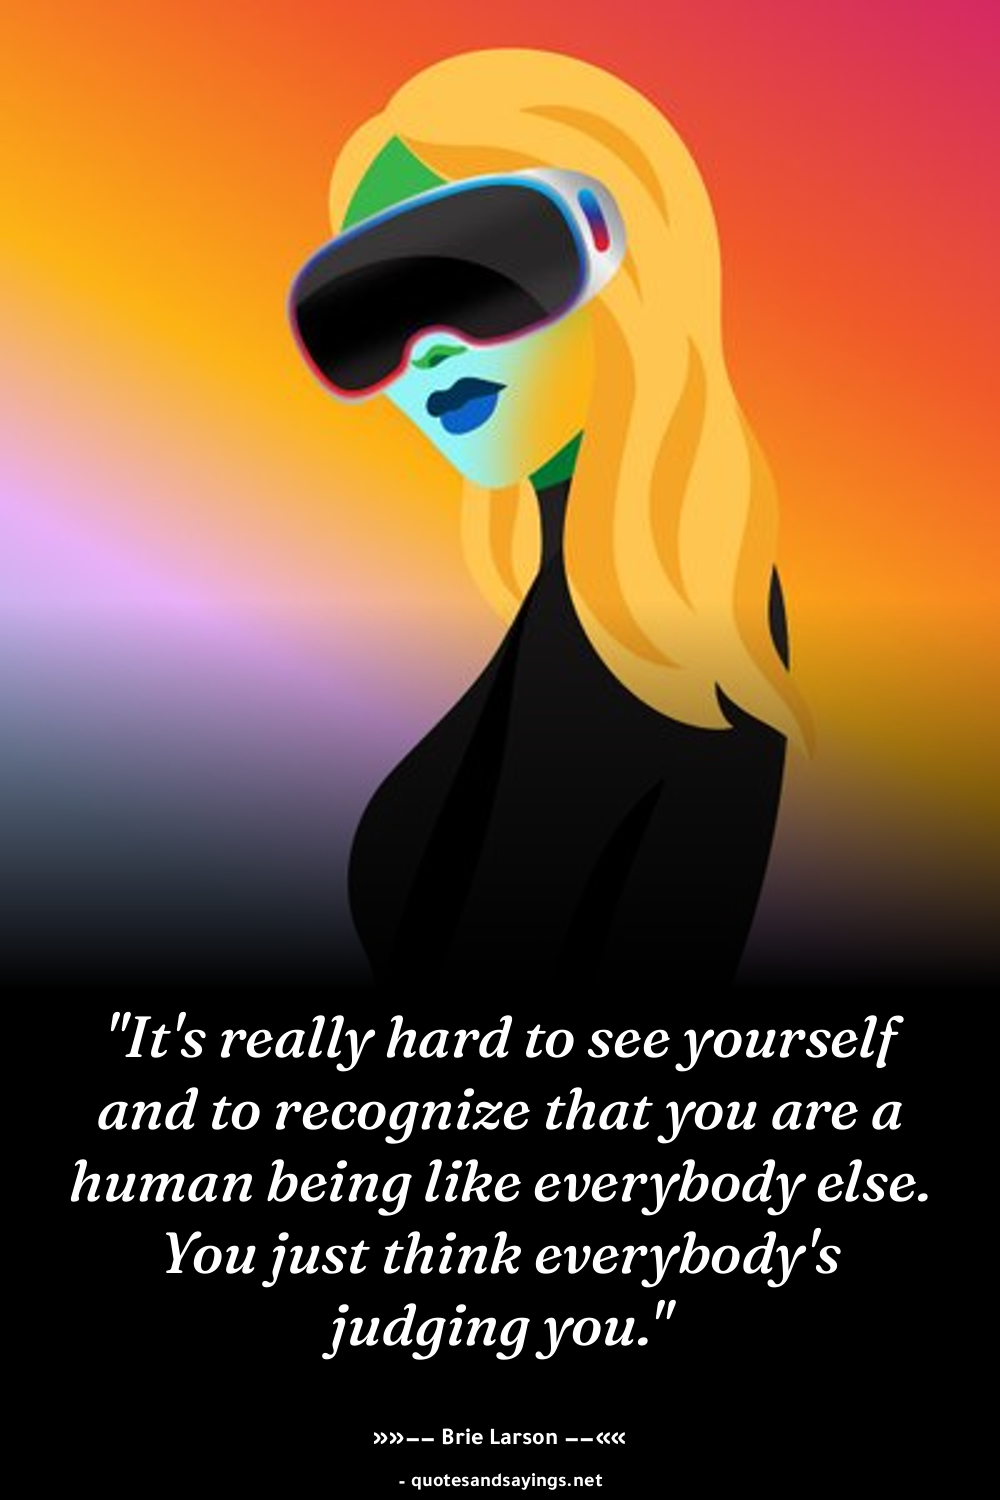 "It's really hard to see yourself
and to recognize that you are a
human being like everybody else.
You just think everybody's
judging you."
»»–– Brie Larson ––««
- quotesandsayings.net